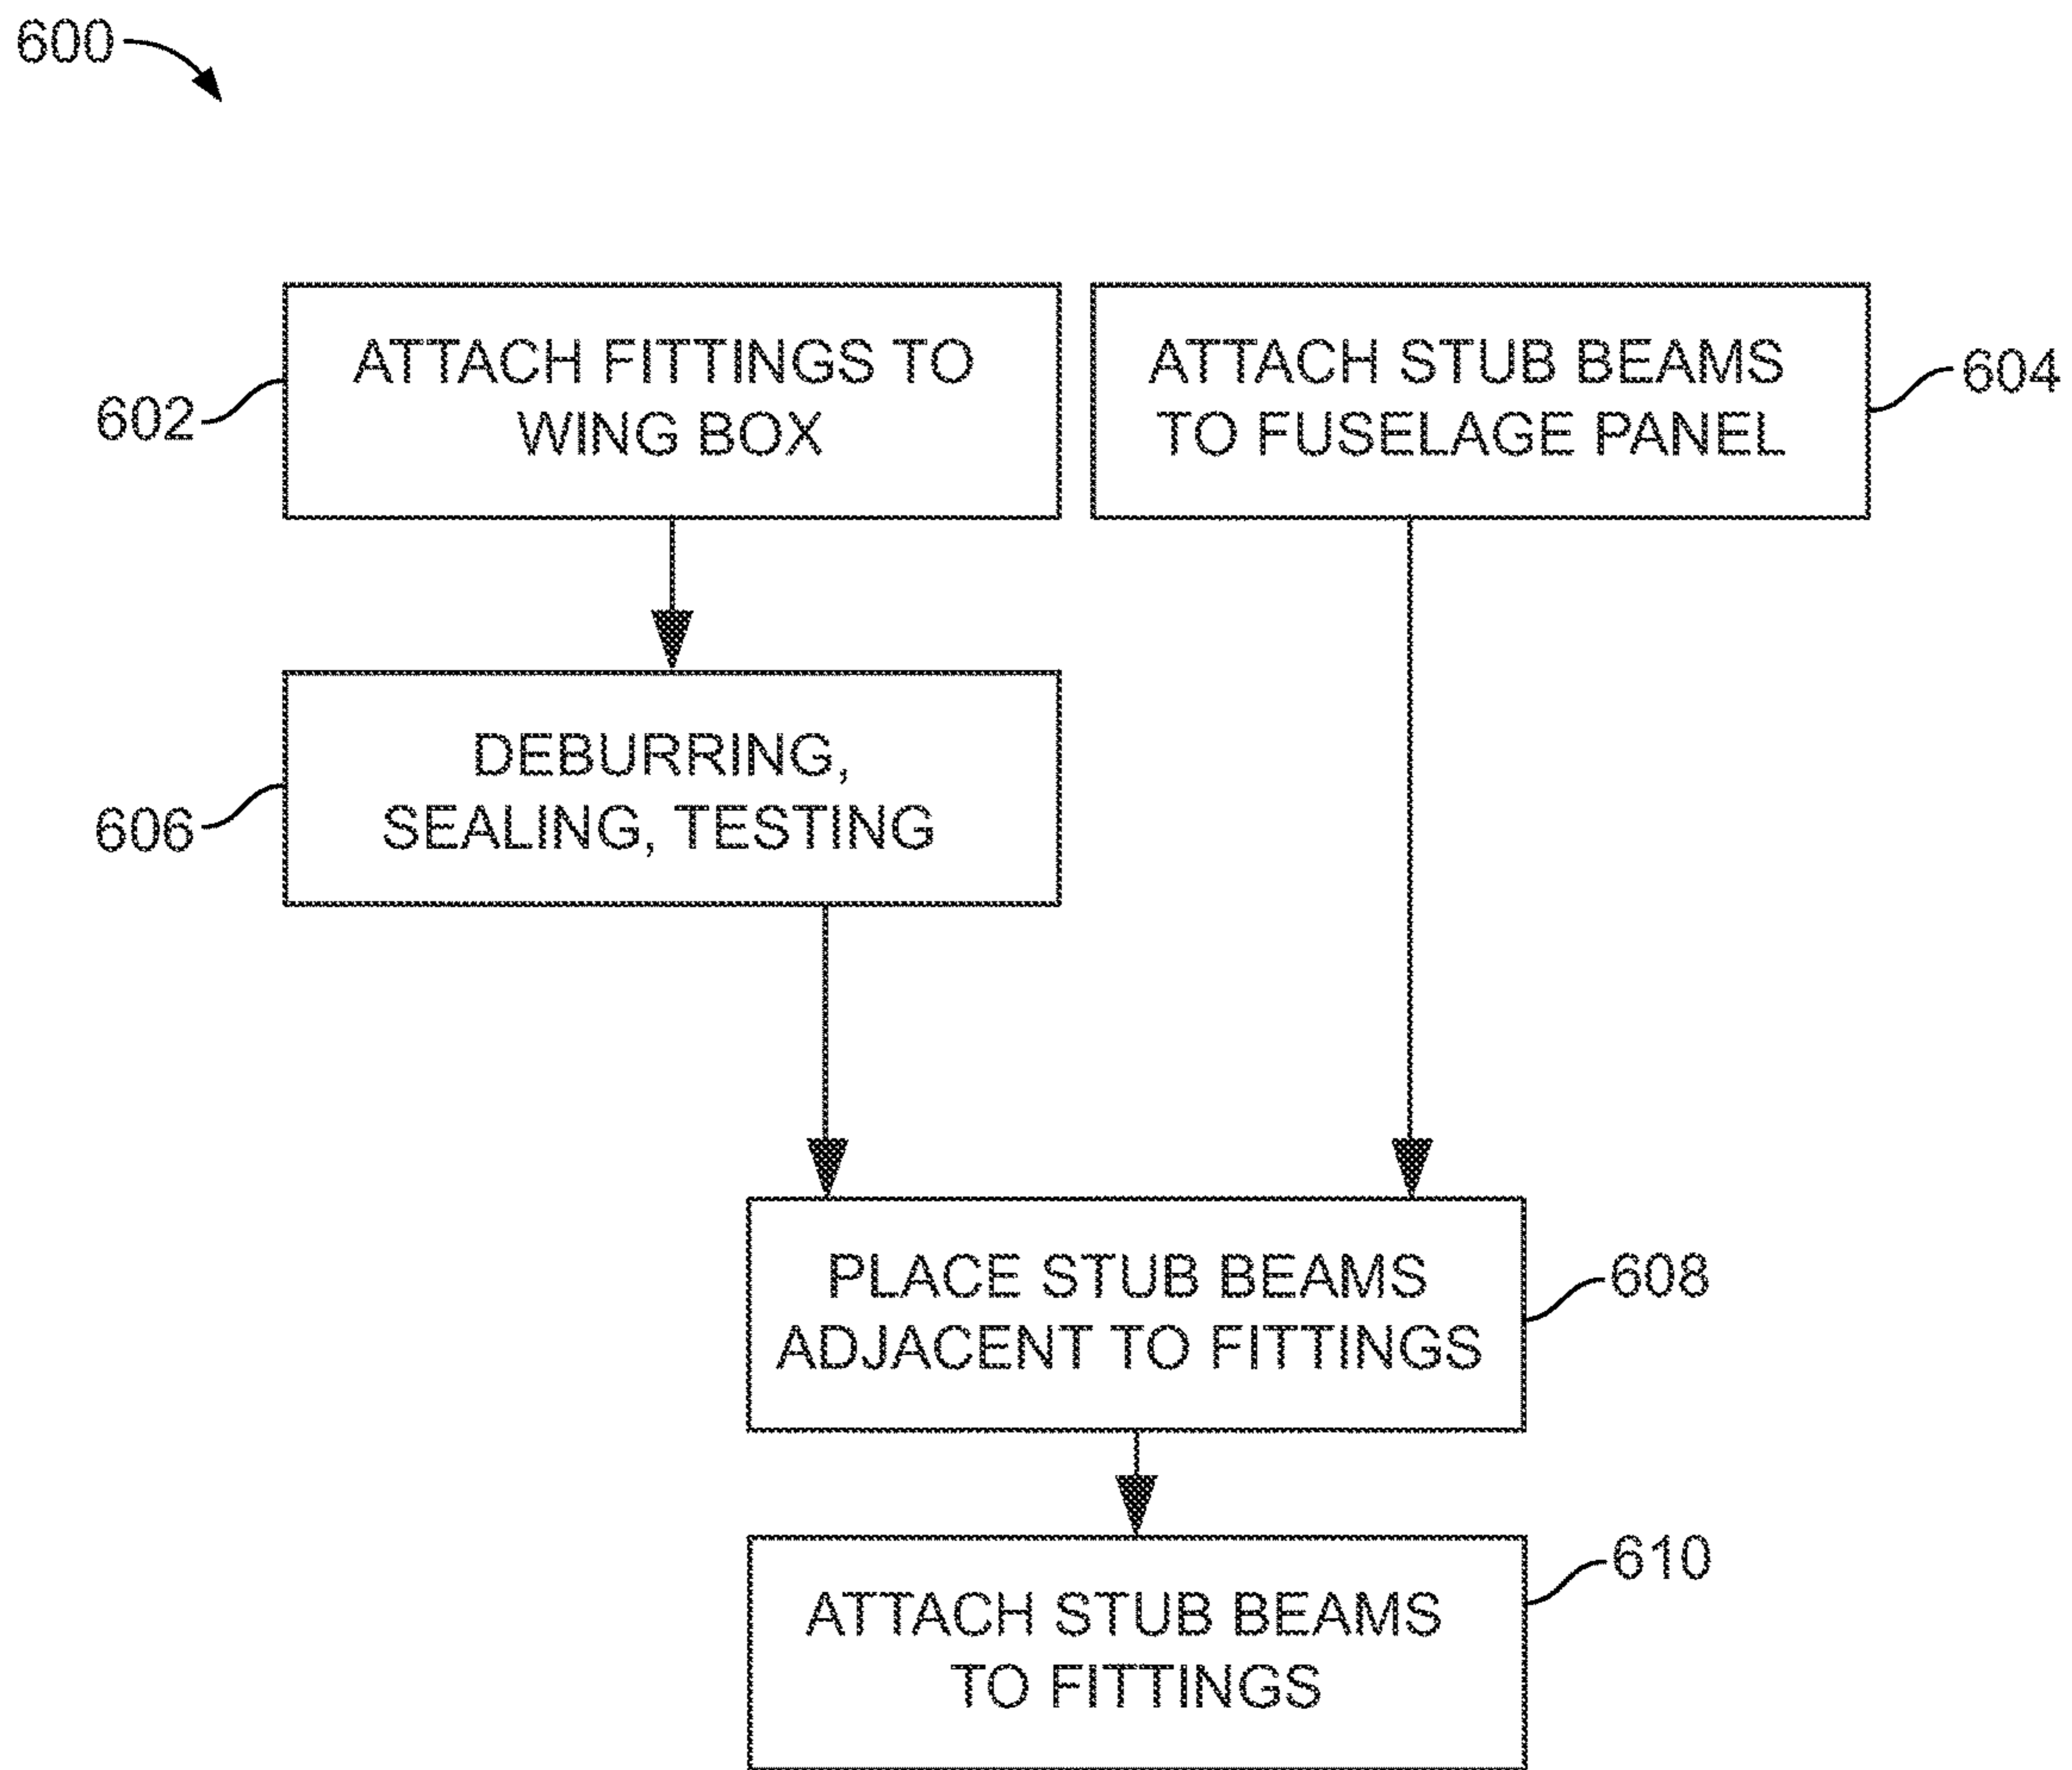 600
ATTACH FITTINGS TO
WING BOX
602
ATTACH STUB BEAMS
TO FUSELAGE PANEL
604
DEBURRING,
SEALING, TESTING
606
PLACE STUB BEAMS
ADJACENT TO FITTINGS
608
ATTACH STUB BEAMS
TO FITTINGS
610